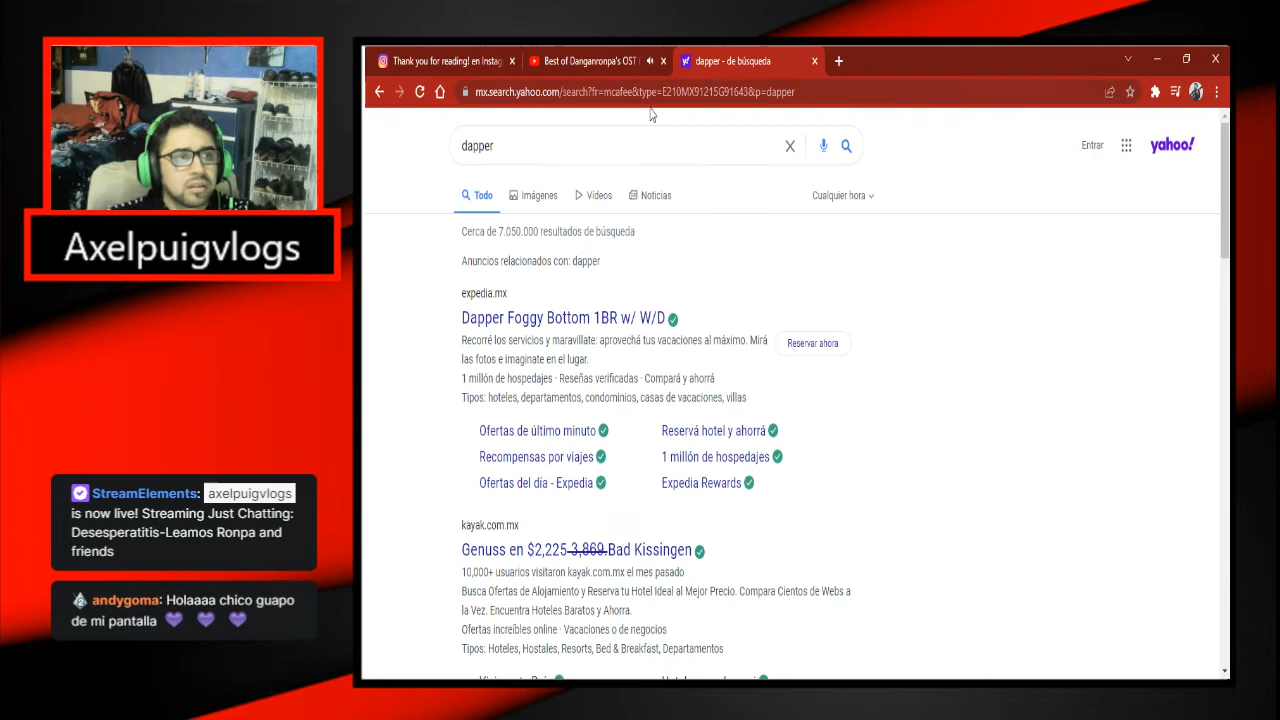 Thank you for reading! en Instag
Best of Danganronpa's OST
dapper - de búsqueda
mx.search.yahoo.com/search?fr=mcafee&type=E210MX91215G91643&p=dapper
dapper
Entrar
yahoo!
Todo
Imágenes
Vídeos
Noticias
Cualquier hora
Cerca de 7.050.000 resultados de búsqueda
Anuncios relacionados con: dapper
expedia.mx
Dapper Foggy Bottom 1BR w/ W/D
Recorré los servicios y maravillate: aprovechá tus vacaciones al máximo. Mirá
las fotos e imaginate en el lugar.
Reservar ahora
1 millón de hospedajes · Reseñas verificadas · Compará y ahorrá
Tipos: hoteles, departamentos, condominios, casas de vacaciones, villas
Ofertas de último minuto
Reservá hotel y ahorrá
Recompensas por viajes
1 millón de hospedajes
Ofertas del día - Expedia
Expedia Rewards
kayak.com.mx
Genuss en $2,225 3,869 Bad Kissingen
10,000+ usuarios visitaron kayak.com.mx el mes pasado
Busca Ofertas de Alojamiento y Reserva tu Hotel Ideal al Mejor Precio. Compara Cientos de Webs a
la Vez. Encuentra Hoteles Baratos y Ahorra.
Ofertas increíbles online · Vacaciones o de negocios
Tipos: Hoteles, Hostales, Resorts, Bed & Breakfast, Departamentos
Axelpuigvlogs
StreamElements: axelpuigvlogs
is now live! Streaming Just Chatting:
Desesperatitis-Leamos Ronpa and
friends
andygoma: Holaaaa chico guapo
de mi pantalla